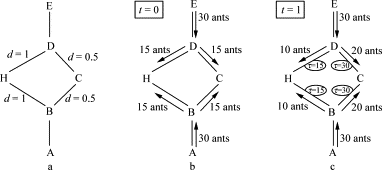 E
D
d = 1
d = 0.5
H
C
d = 1
d = 0.5
B
A
a
t = 0
E
30 ants
D
15 ants
15 ants
H
C
15 ants
15 ants
B
30 ants
A
b
t = 1
E
30 ants
D
10 ants
20 ants
τ=15
τ=30
H
C
τ=15
τ=30
10 ants
20 ants
B
30 ants
A
c